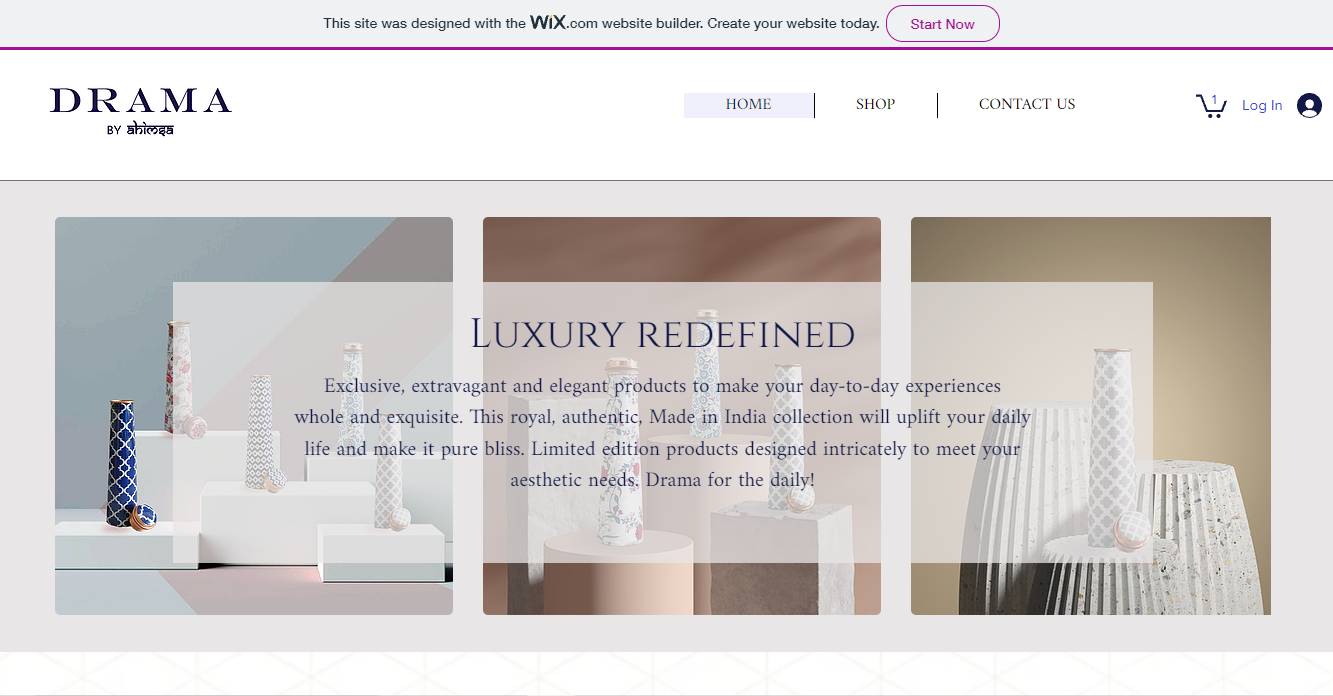 This site was designed with the WiX.com website builder. Create your website today. Start Now
DRAMA
BY ahimsa
HOME
SHOP
CONTACT US
1
Log In
Luxury redefined
Exclusive, extravagant and elegant products to make your day-to-day experiences
whole and exquisite. This royal, authentic, Made in India collection will uplift your daily
life and make it pure bliss. Limited edition products designed intricately to meet your
aesthetic needs. Drama for the daily!